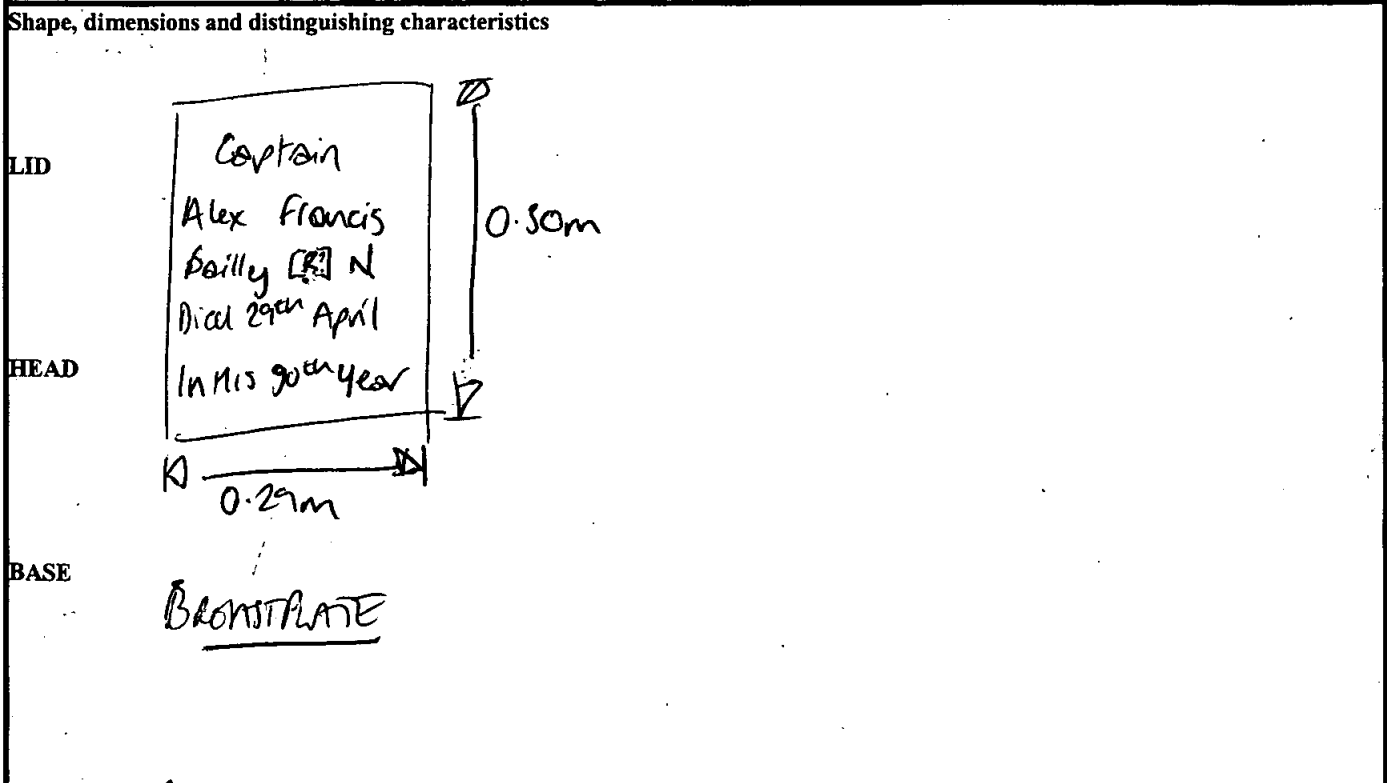 Shape, dimensions and distinguishing characteristics
LID
Captain
Alex Francis
Bailly [R?] N
Died 29th April
In His 90th year
0.50m
HEAD
0.29m
BASE
BREASTPLATE